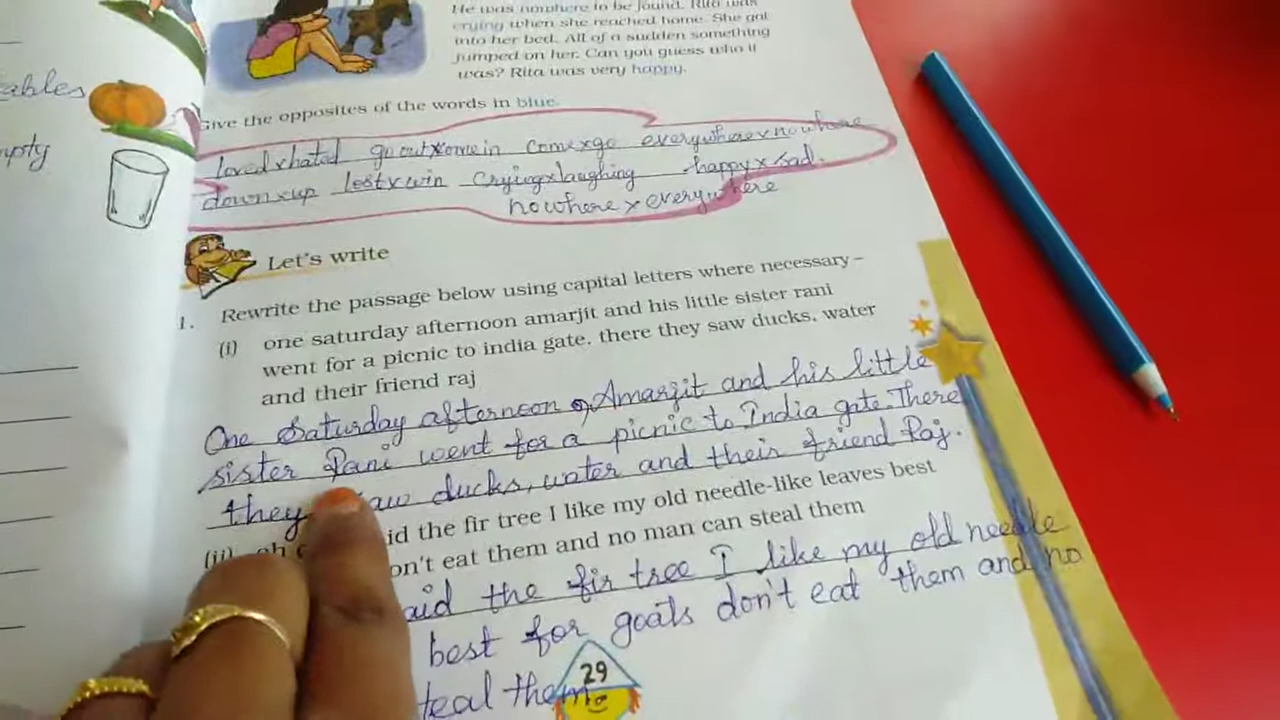 He was nowhere to be found. Rita was
crying when she reached home. She got
into her bed. All of a sudden something
jumped on her. Can you guess who it
was? Rita was very happy.
ables
mpty
Give the opposites of the words in blue.
loved x hated go out x come in come x go everywhere x nowhere
down x up lost x win crying x laughing happy x sad.
nowhere x everywhere
Let's write
1. Rewrite the passage below using capital letters where necessary –
(i) one saturday afternoon amarjit and his little sister rani
went for a picnic to india gate. there they saw ducks, water
and their friend raj
One Saturday afternoon, Amarjit and his little
sister Rani went for a picnic to India gate. There
they saw ducks, water and their friend Raj.
(ii) oh id the fir tree I like my old needle-like leaves best
on't eat them and no man can steal them
aid the fir tree I like my old needle
best for goats don't eat them and no
teal them
29